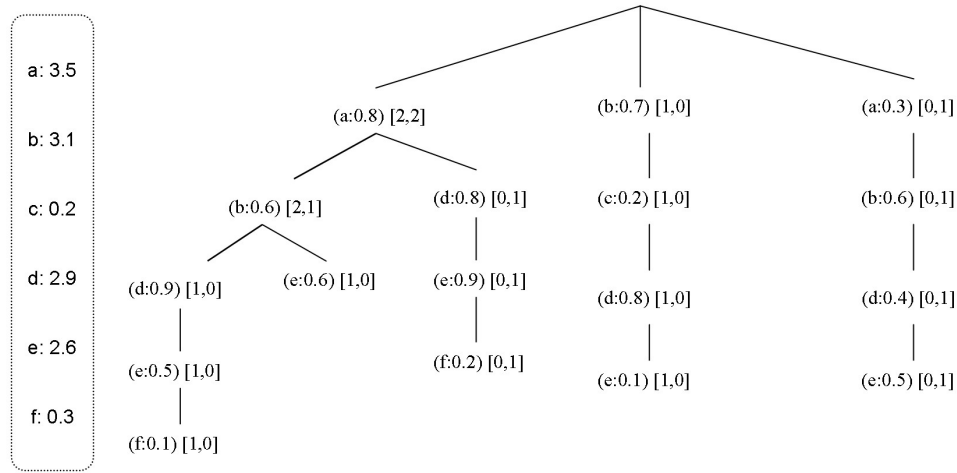 a: 3.5
b: 3.1
c: 0.2
d: 2.9
e: 2.6
f: 0.3
(a:0.8) [2,2]
(b:0.7) [1,0]
(a:0.3) [0,1]
(b:0.6) [2,1]
(d:0.8) [0,1]
(c:0.2) [1,0]
(b:0.6) [0,1]
(d:0.9) [1,0]
(e:0.6) [1,0]
(e:0.9) [0,1]
(d:0.8) [1,0]
(d:0.4) [0,1]
(e:0.5) [1,0]
(f:0.2) [0,1]
(e:0.1) [1,0]
(e:0.5) [0,1]
(f:0.1) [1,0]